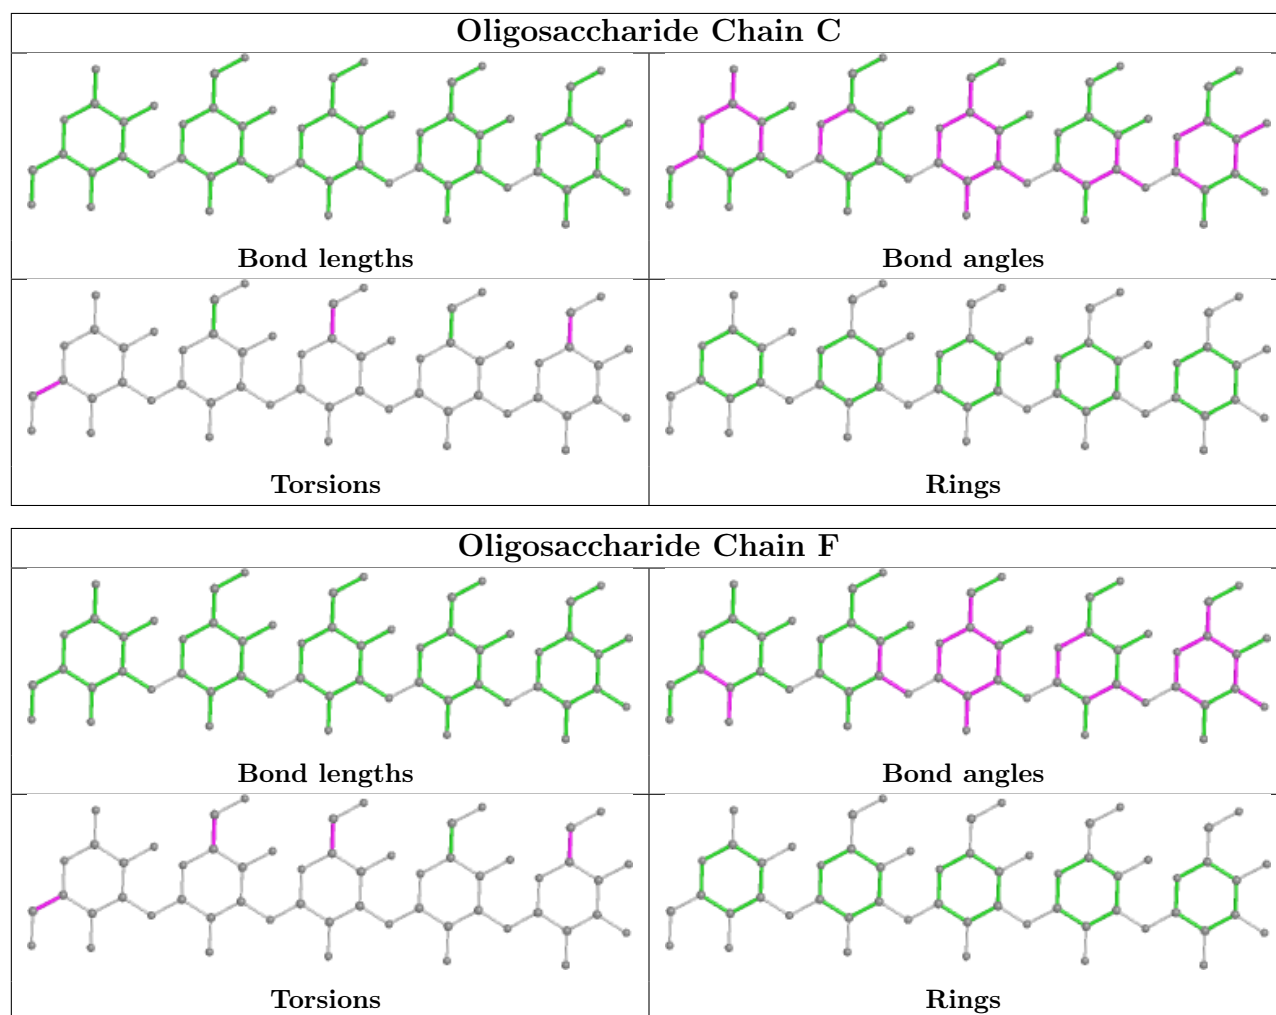 Oligosaccharide Chain C
Bond lengths
Bond angles
Torsions
Rings
Oligosaccharide Chain F
Bond lengths
Bond angles
Torsions
Rings